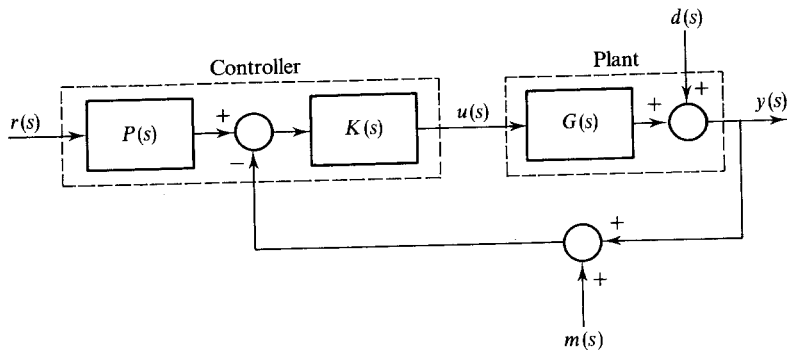 d(s)
Controller
Plant
r(s)
P(s)
+
−
K(s)
u(s)
G(s)
+
+
y(s)
+
+
m(s)